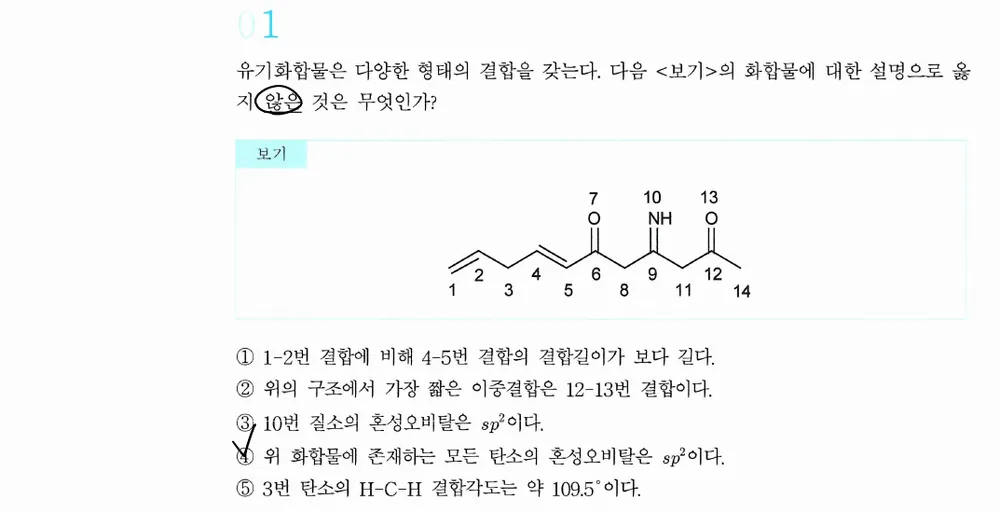 01
유기화합물은 다양한 형태의 결합을 갖는다. 다음 <보기>의 화합물에 대한 설명으로 옳
지 않은 것은 무엇인가?
보기
7 10 13
O NH O
2 4 6 9 12
1 3 5 8 11 14
① 1-2번 결합에 비해 4-5번 결합의 결합길이가 보다 길다.
② 위의 구조에서 가장 짧은 이중결합은 12-13번 결합이다.
③ 10번 질소의 혼성오비탈은 sp²이다.
④ 위 화합물에 존재하는 모든 탄소의 혼성오비탈은 sp²이다.
⑤ 3번 탄소의 H-C-H 결합각도는 약 109.5°이다.